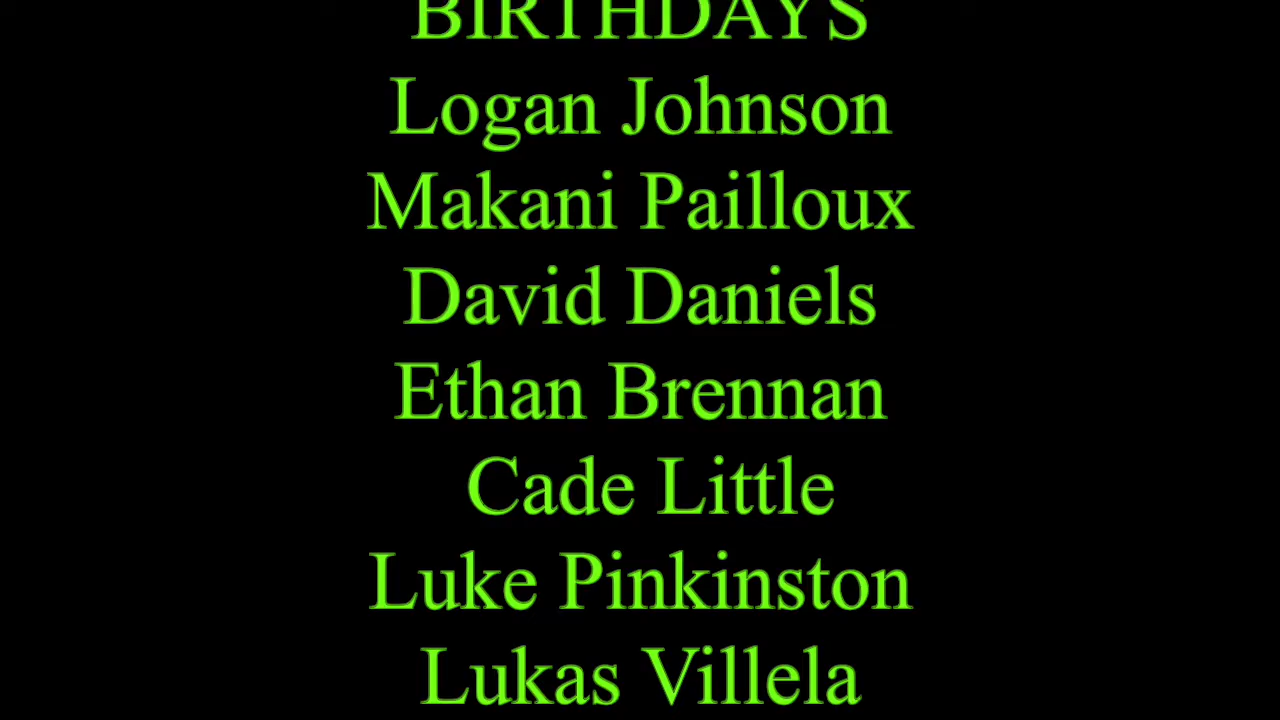 BIRTHDAYS
Logan Johnson
Makani Pailloux
David Daniels
Ethan Brennan
Cade Little
Luke Pinkinston
Lukas Villela